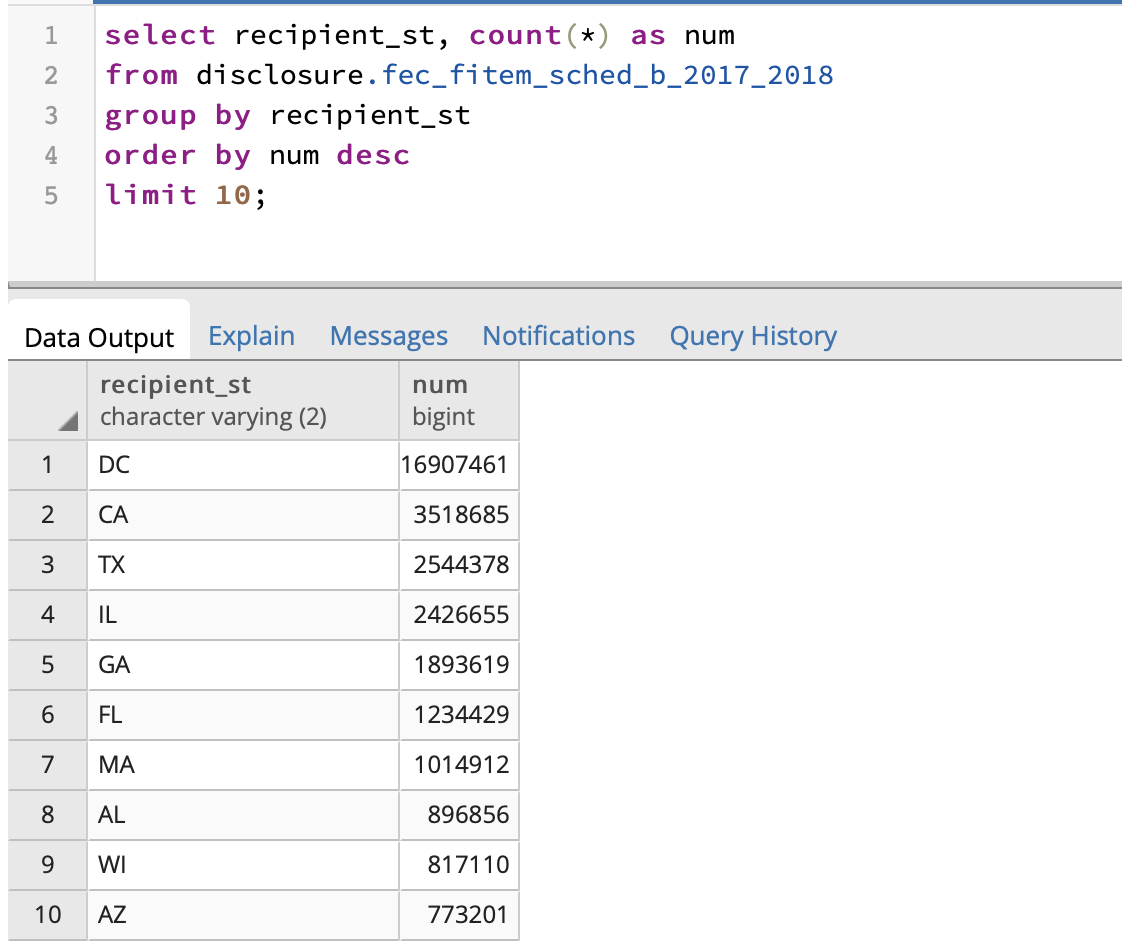 1 select recipient_st, count(*) as num
2 from disclosure.fec_fitem_sched_b_2017_2018
3 group by recipient_st
4 order by num desc
5 limit 10;
Data Output Explain Messages Notifications Query History
recipient_st num
character varying (2) bigint
1 DC 16907461
2 CA 3518685
3 TX 2544378
4 IL 2426655
5 GA 1893619
6 FL 1234429
7 MA 1014912
8 AL 896856
9 WI 817110
10 AZ 773201